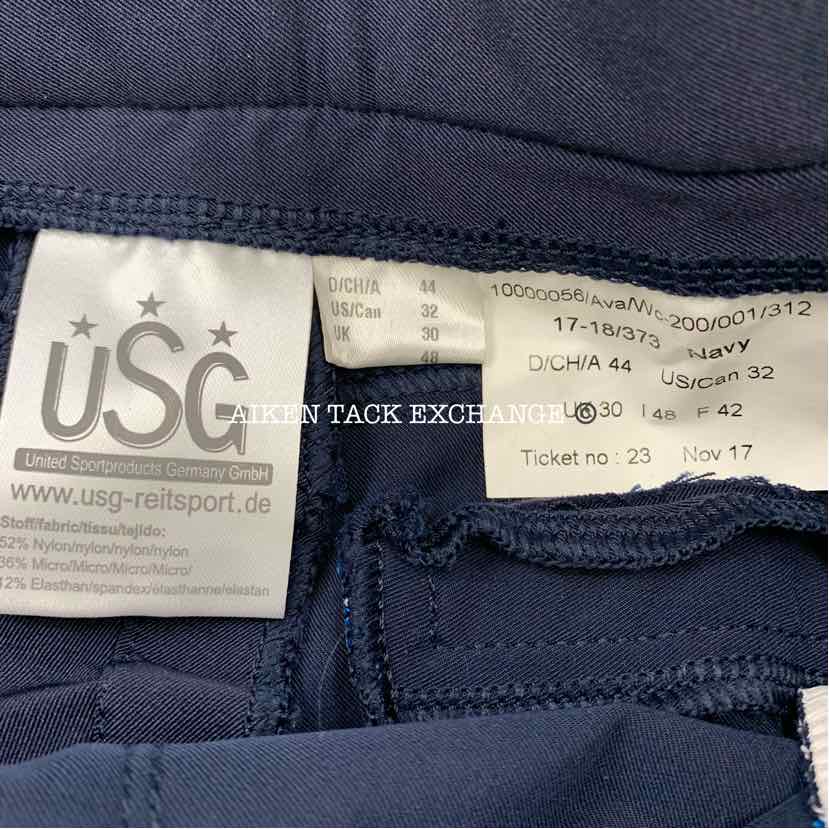 USG
United Sportproducts Germany GmbH
www.usg-reitsport.de
Stoff/fabric/tissu/tejido:
52% Nylon/nylon/nylon/nylon
36% Micro/Micro/Micro/Micro/
12% Elasthan/spandex/elasthanne/elastan
D/CH/A 44
US/Can 32
UK 30
48
10000056/Ava/Wc-200/001/312
17-18/373 Navy
D/CH/A 44 US/Can 32
30 I 48 F 42
Ticket no : 23 Nov 17
AIKEN TACK EXCHANGE ©